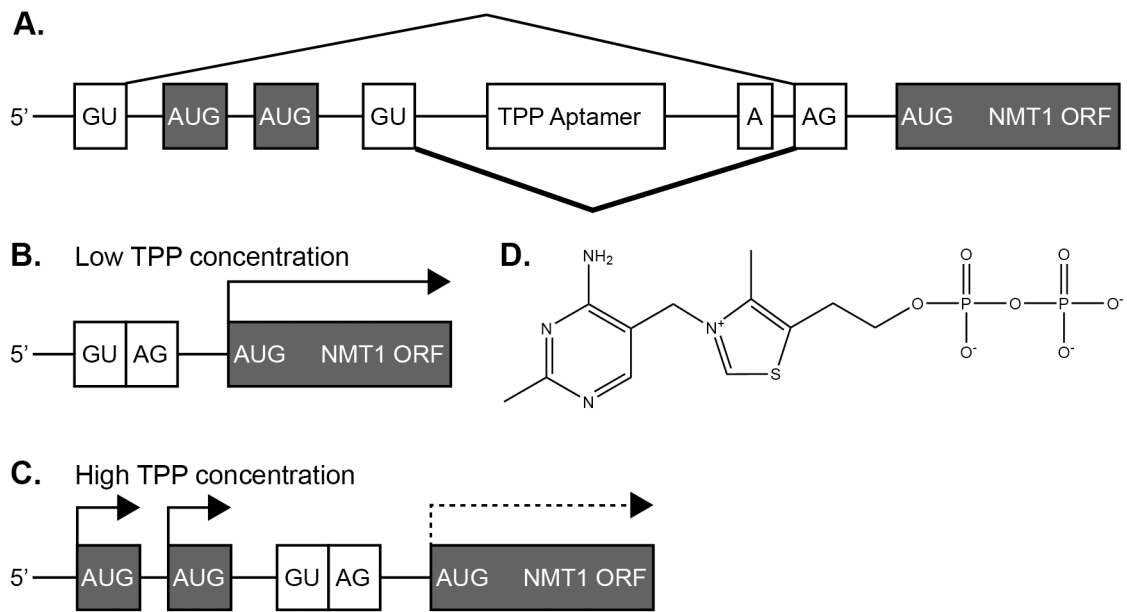 A.
5’ GU AUG AUG GU TPP Aptamer A AG AUG NMT1 ORF
B. Low TPP concentration
5’ GU AG AUG NMT1 ORF
D.
NH₂
N N N⁺ S O P O P O⁻ O O O⁻ O⁻
C. High TPP concentration
5’ AUG AUG GU AG AUG NMT1 ORF